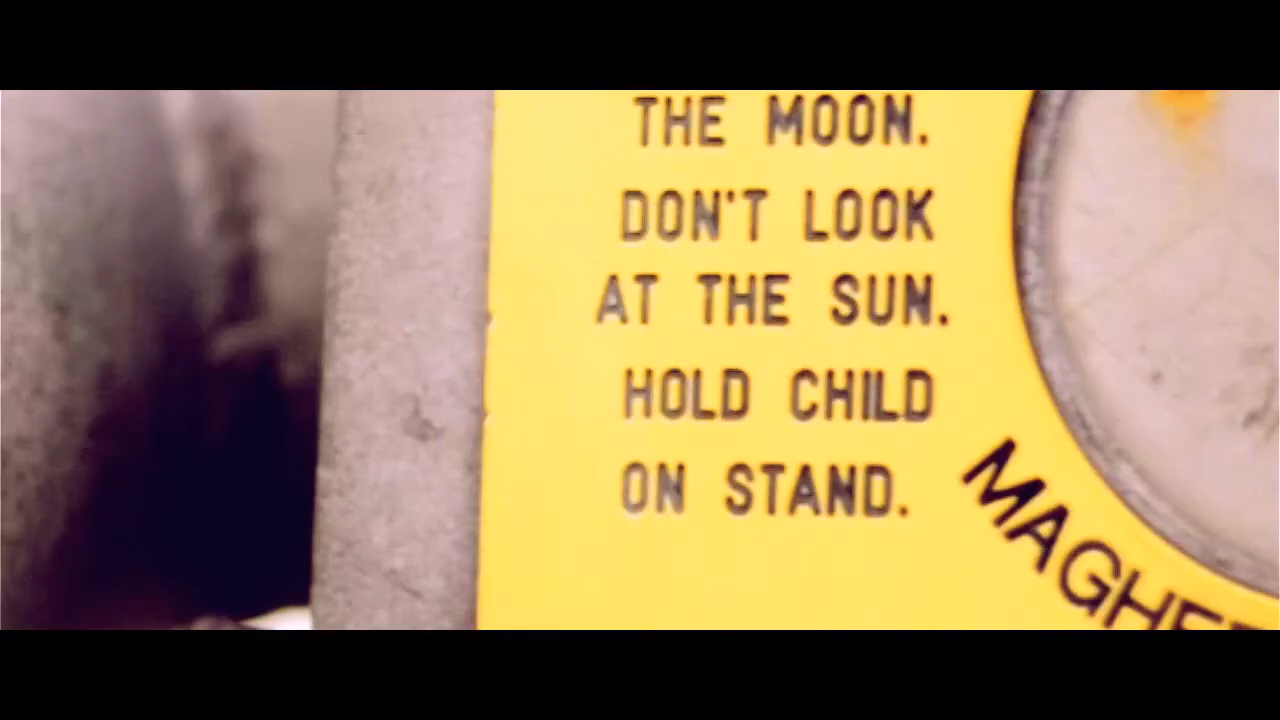 THE MOON.
DON'T LOOK
AT THE SUN.
HOLD CHILD
ON STAND.